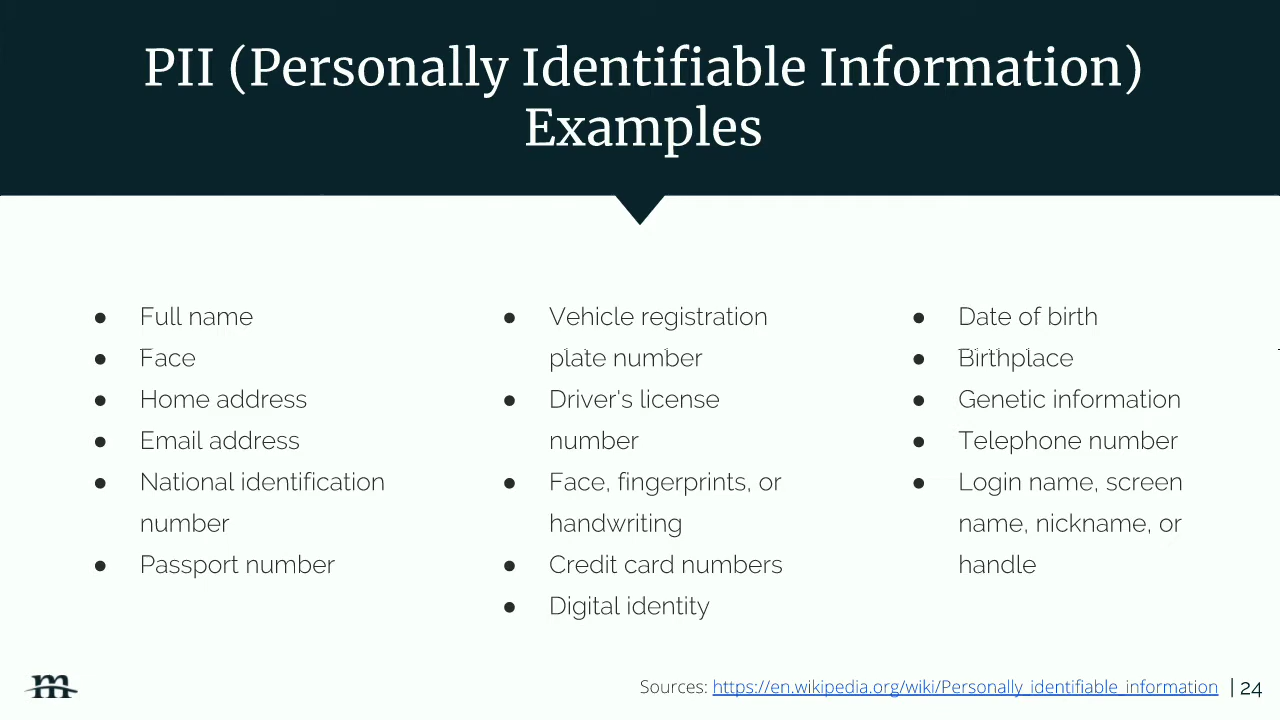 PII (Personally Identifiable Information)
Examples
● Full name
● Face
● Home address
● Email address
● National identification
number
● Passport number
● Vehicle registration
plate number
● Driver's license
number
● Face, fingerprints, or
handwriting
● Credit card numbers
● Digital identity
● Date of birth
● Birthplace
● Genetic information
● Telephone number
● Login name, screen
name, nickname, or
handle
m
Sources: https://en.wikipedia.org/wiki/Personally_identifiable_information | 24